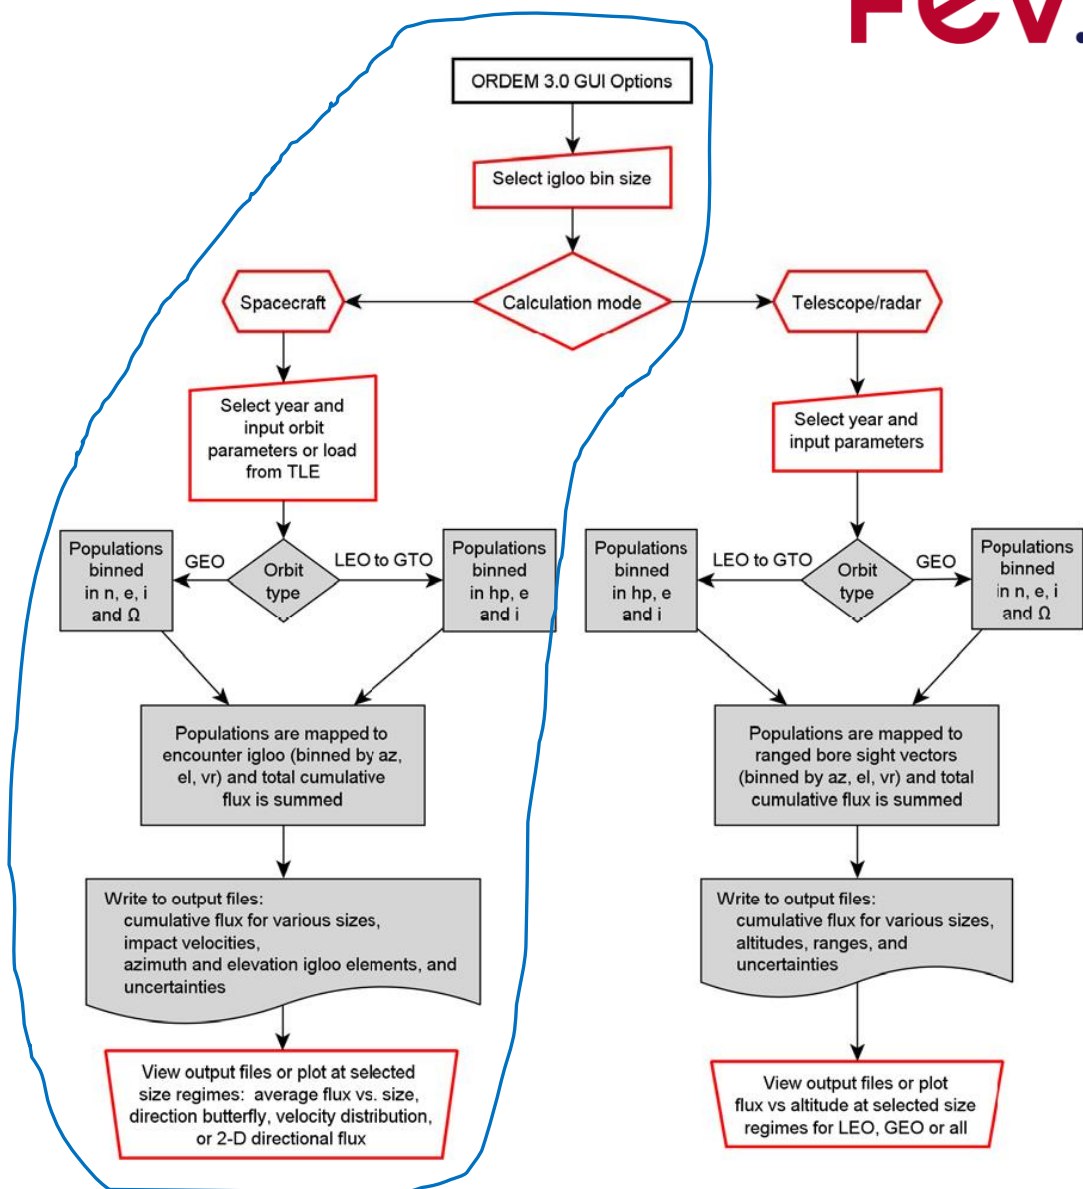 FEV.
ORDEM 3.0 GUI Options
Select igloo bin size
Calculation mode
Spacecraft
Telescope/radar
Select year and
input orbit
parameters or load
from TLE
Select year and
input parameters
Populations
binned
in n, e, i
and Ω
GEO
Orbit
type
LEO to GTO
Populations
binned
in hp, e
and i
Populations
binned
in hp, e
and i
LEO to GTO
Orbit
type
GEO
Populations
binned
in n, e, i
and Ω
Populations are mapped to
encounter igloo (binned by az,
el, vr) and total cumulative
flux is summed
Populations are mapped to
ranged bore sight vectors
(binned by az, el, vr) and total
cumulative flux is summed
Write to output files:
cumulative flux for various sizes,
impact velocities,
azimuth and elevation igloo elements, and
uncertainties
Write to output files:
cumulative flux for various sizes,
altitudes, ranges, and
uncertainties
View output files or plot at selected
size regimes: average flux vs. size,
direction butterfly, velocity distribution,
or 2-D directional flux
View output files or plot
flux vs altitude at selected size
regimes for LEO, GEO or all